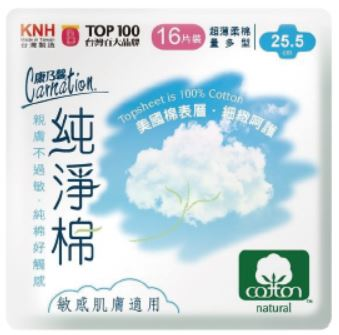 KNH
Made in Taiwan
台灣製造
TOP 100
台灣百大品牌
16片裝
超薄柔棉
量多型
25.5
cm
康乃馨
Carnation
Topsheet is 100% Cotton
美國棉表層．細緻呵護
純淨棉
親膚不過敏．純棉好觸感
敏感肌膚適用
cotton
TM
natural